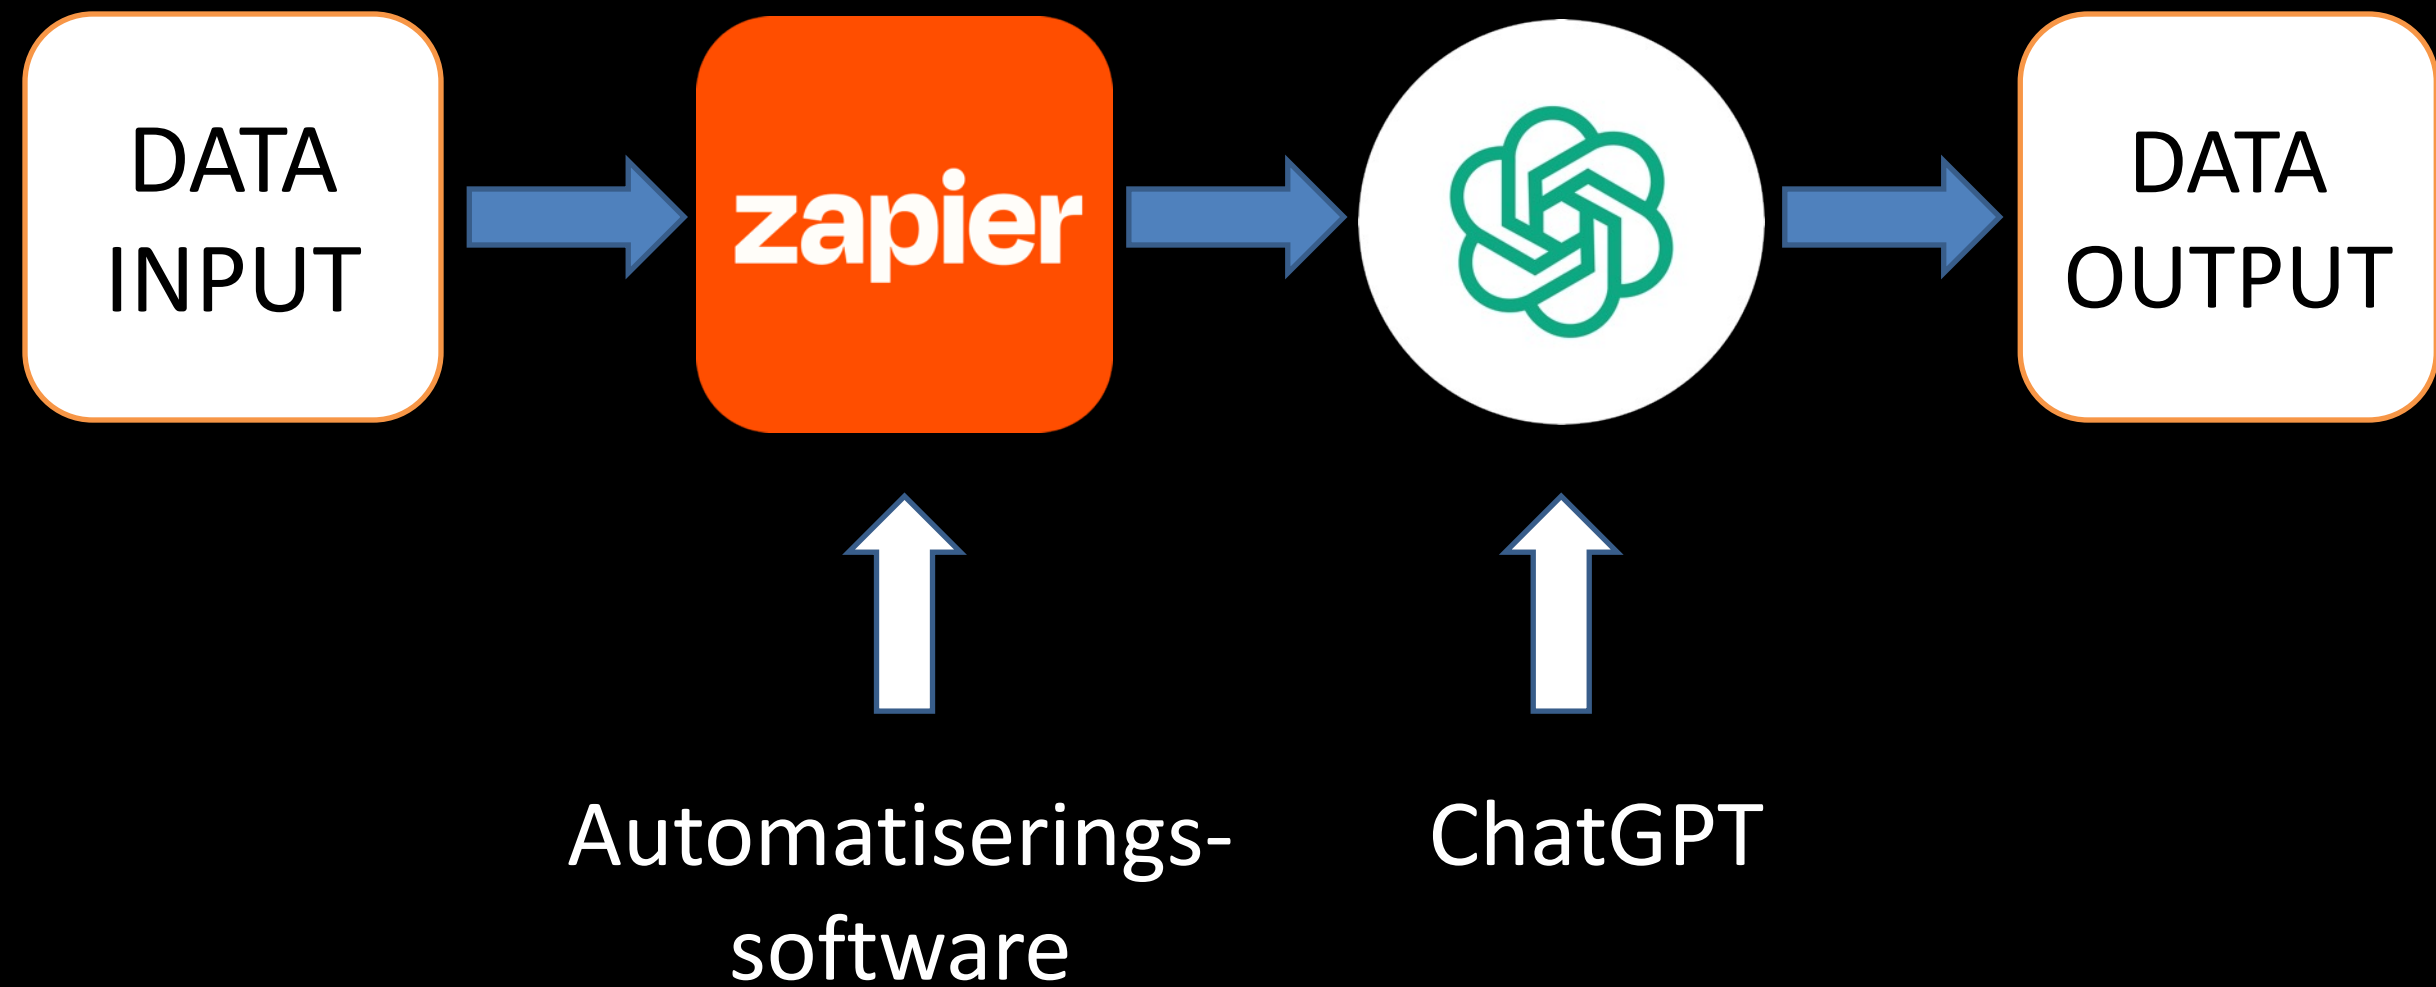 DATA
INPUT
zapier
DATA
OUTPUT
Automatiserings-
software
ChatGPT